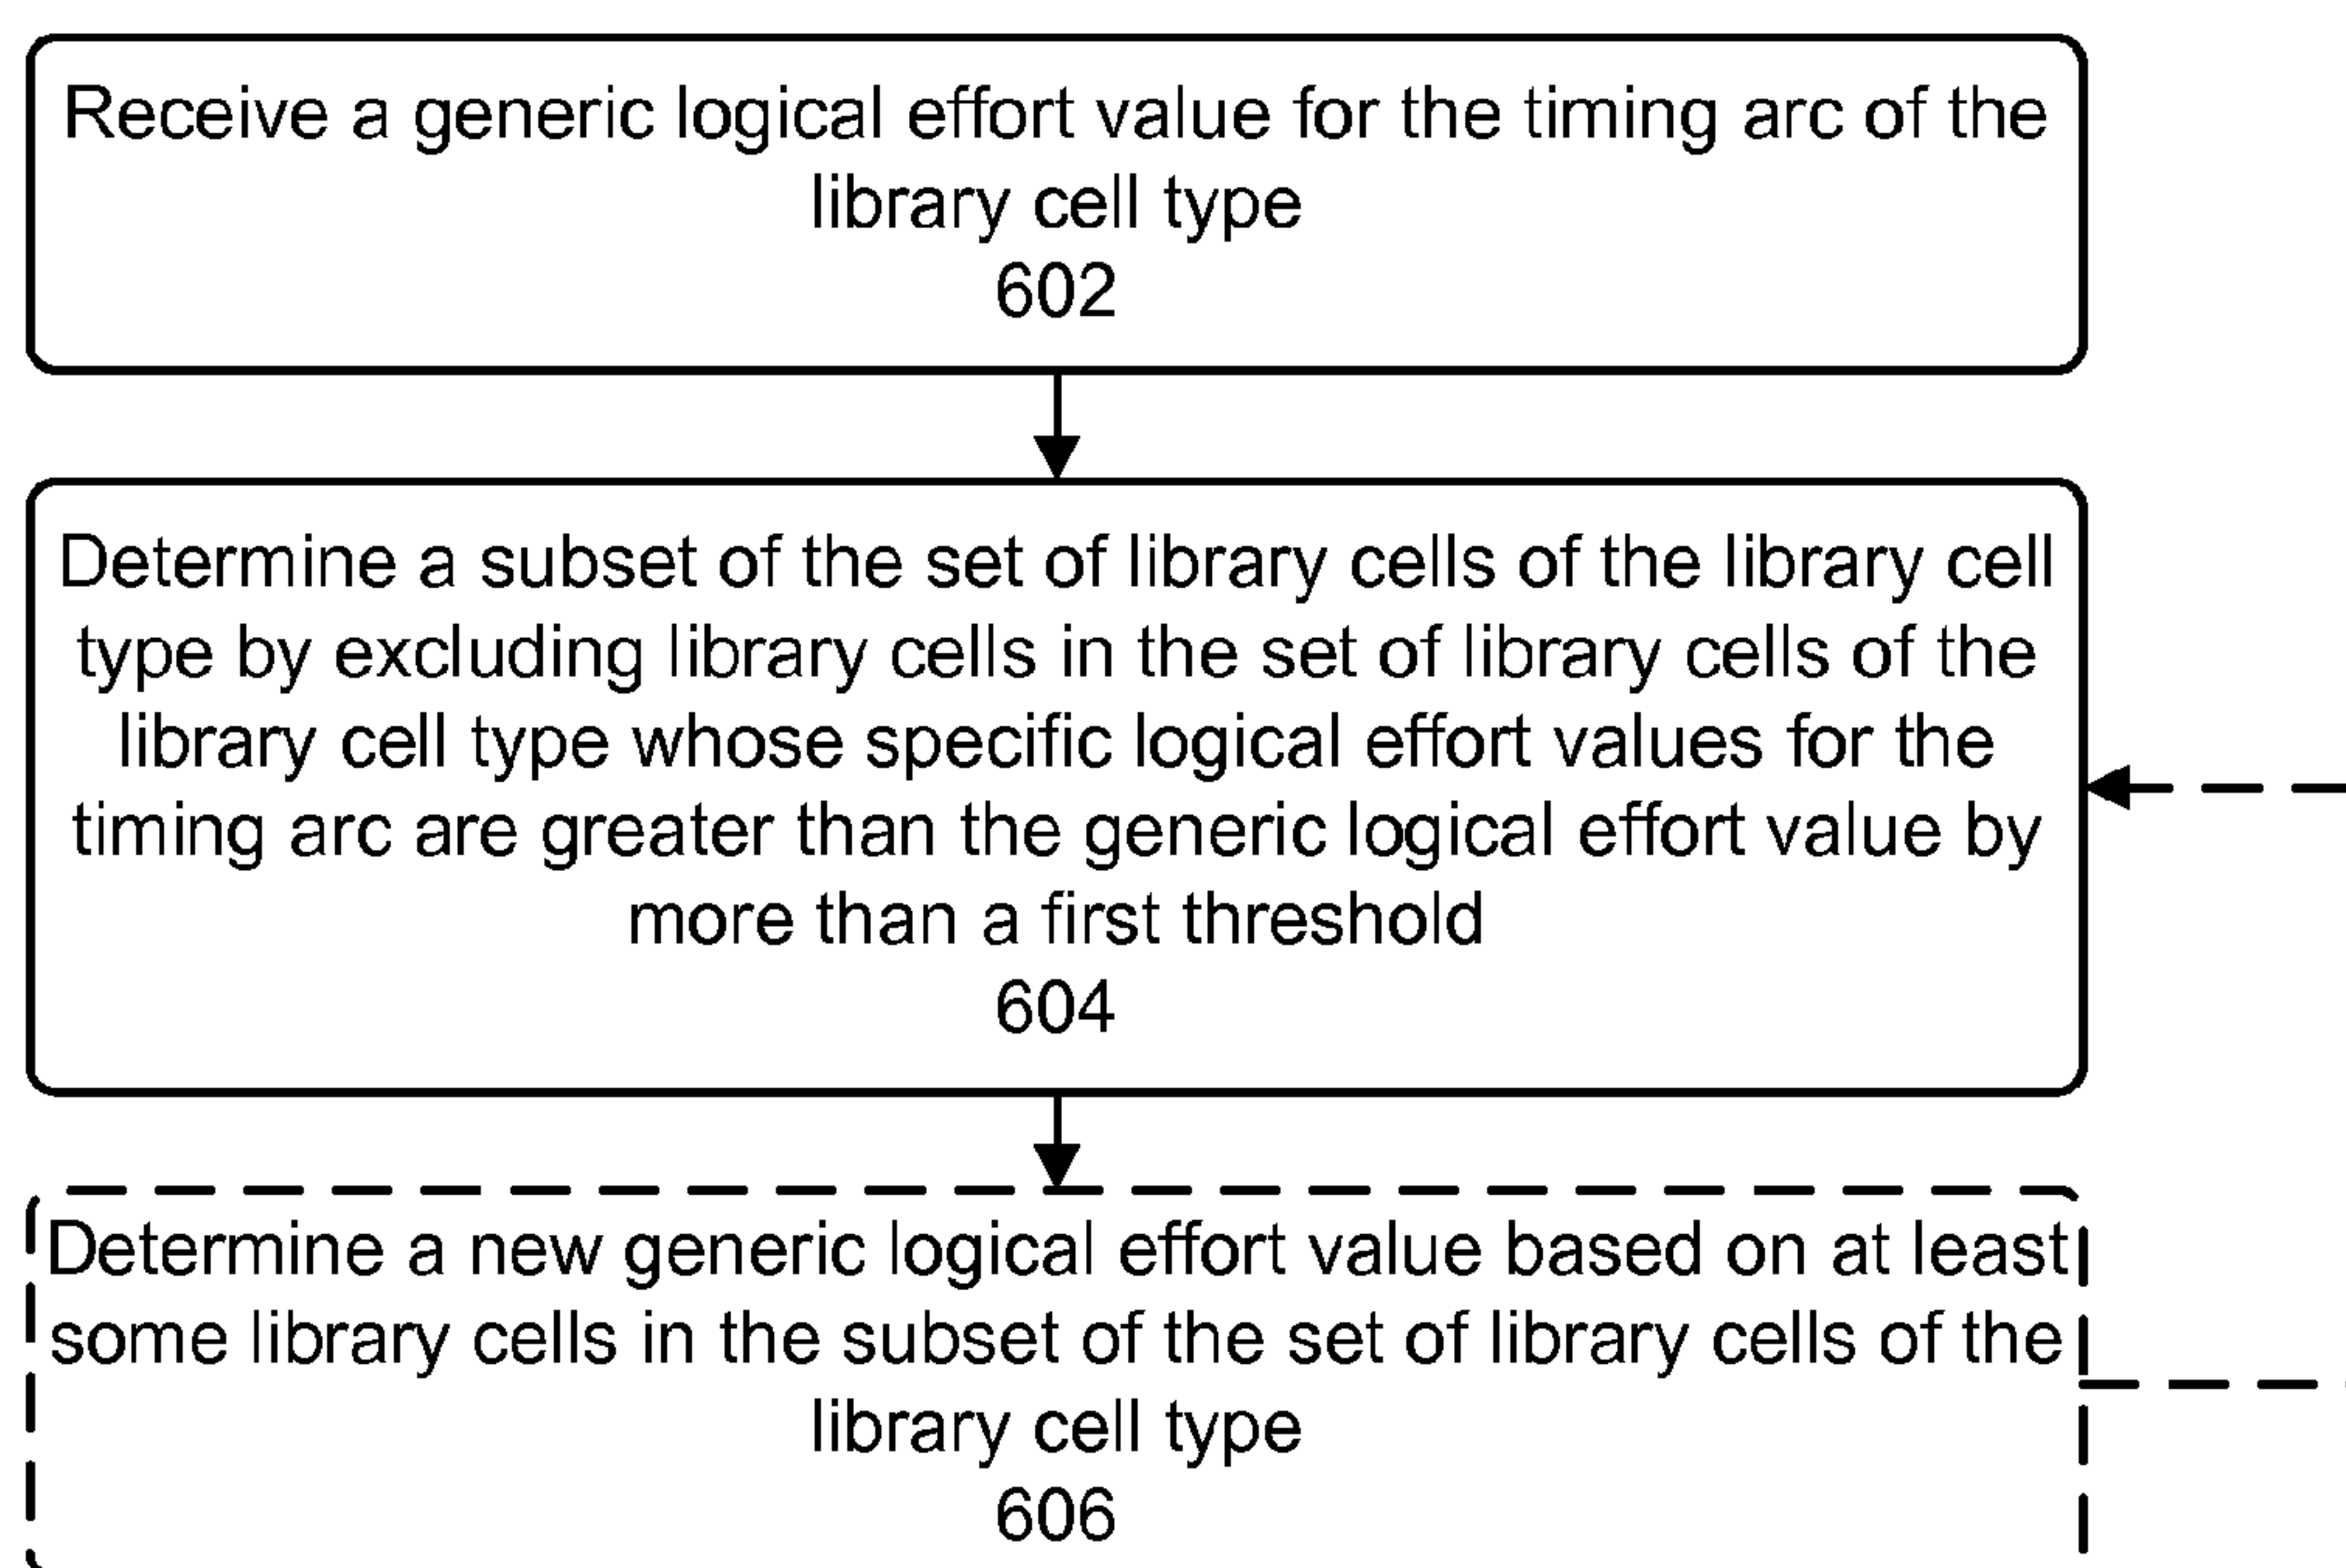 Receive a generic logical effort value for the timing arc of the
library cell type
602
Determine a subset of the set of library cells of the library cell
type by excluding library cells in the set of library cells of the
library cell type whose specific logical effort values for the
timing arc are greater than the generic logical effort value by
more than a first threshold
604
Determine a new generic logical effort value based on at least
some library cells in the subset of the set of library cells of the
library cell type
606